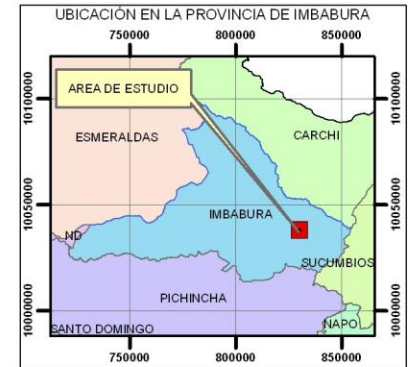 UBICACIÓN EN LA PROVINCIA DE IMBABURA
750000 800000 850000
10100000
10100000
AREA DE ESTUDIO
ESMERALDAS
CARCHI
10050000
10050000
IMBABURA
ND
SUCUMBIOS
PICHINCHA
10000000
10000000
SANTO DOMINGO
NAPO
750000 800000 850000